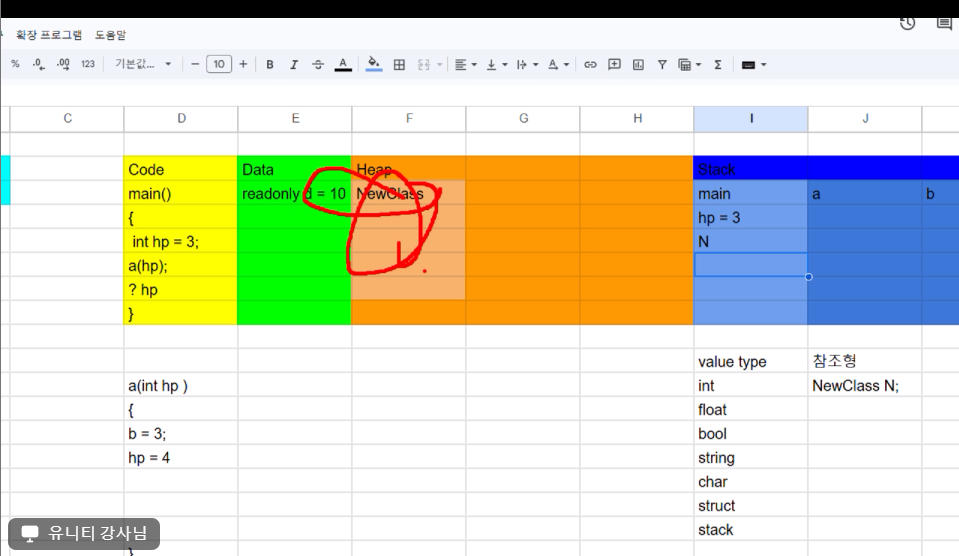 확장 프로그램 도움말
% .0 .00 123 기본값... 10 B I S A A Σ
C D E F G H I J
Code Data Heap Stack
main() readonly d = 10 NewClass main a b
{ hp = 3
int hp = 3; N
a(hp);
? hp
}
value type 참조형
a(int hp ) int NewClass N;
{ float
b = 3; bool
hp = 4 string
char
struct
유니티 강사님 stack
}